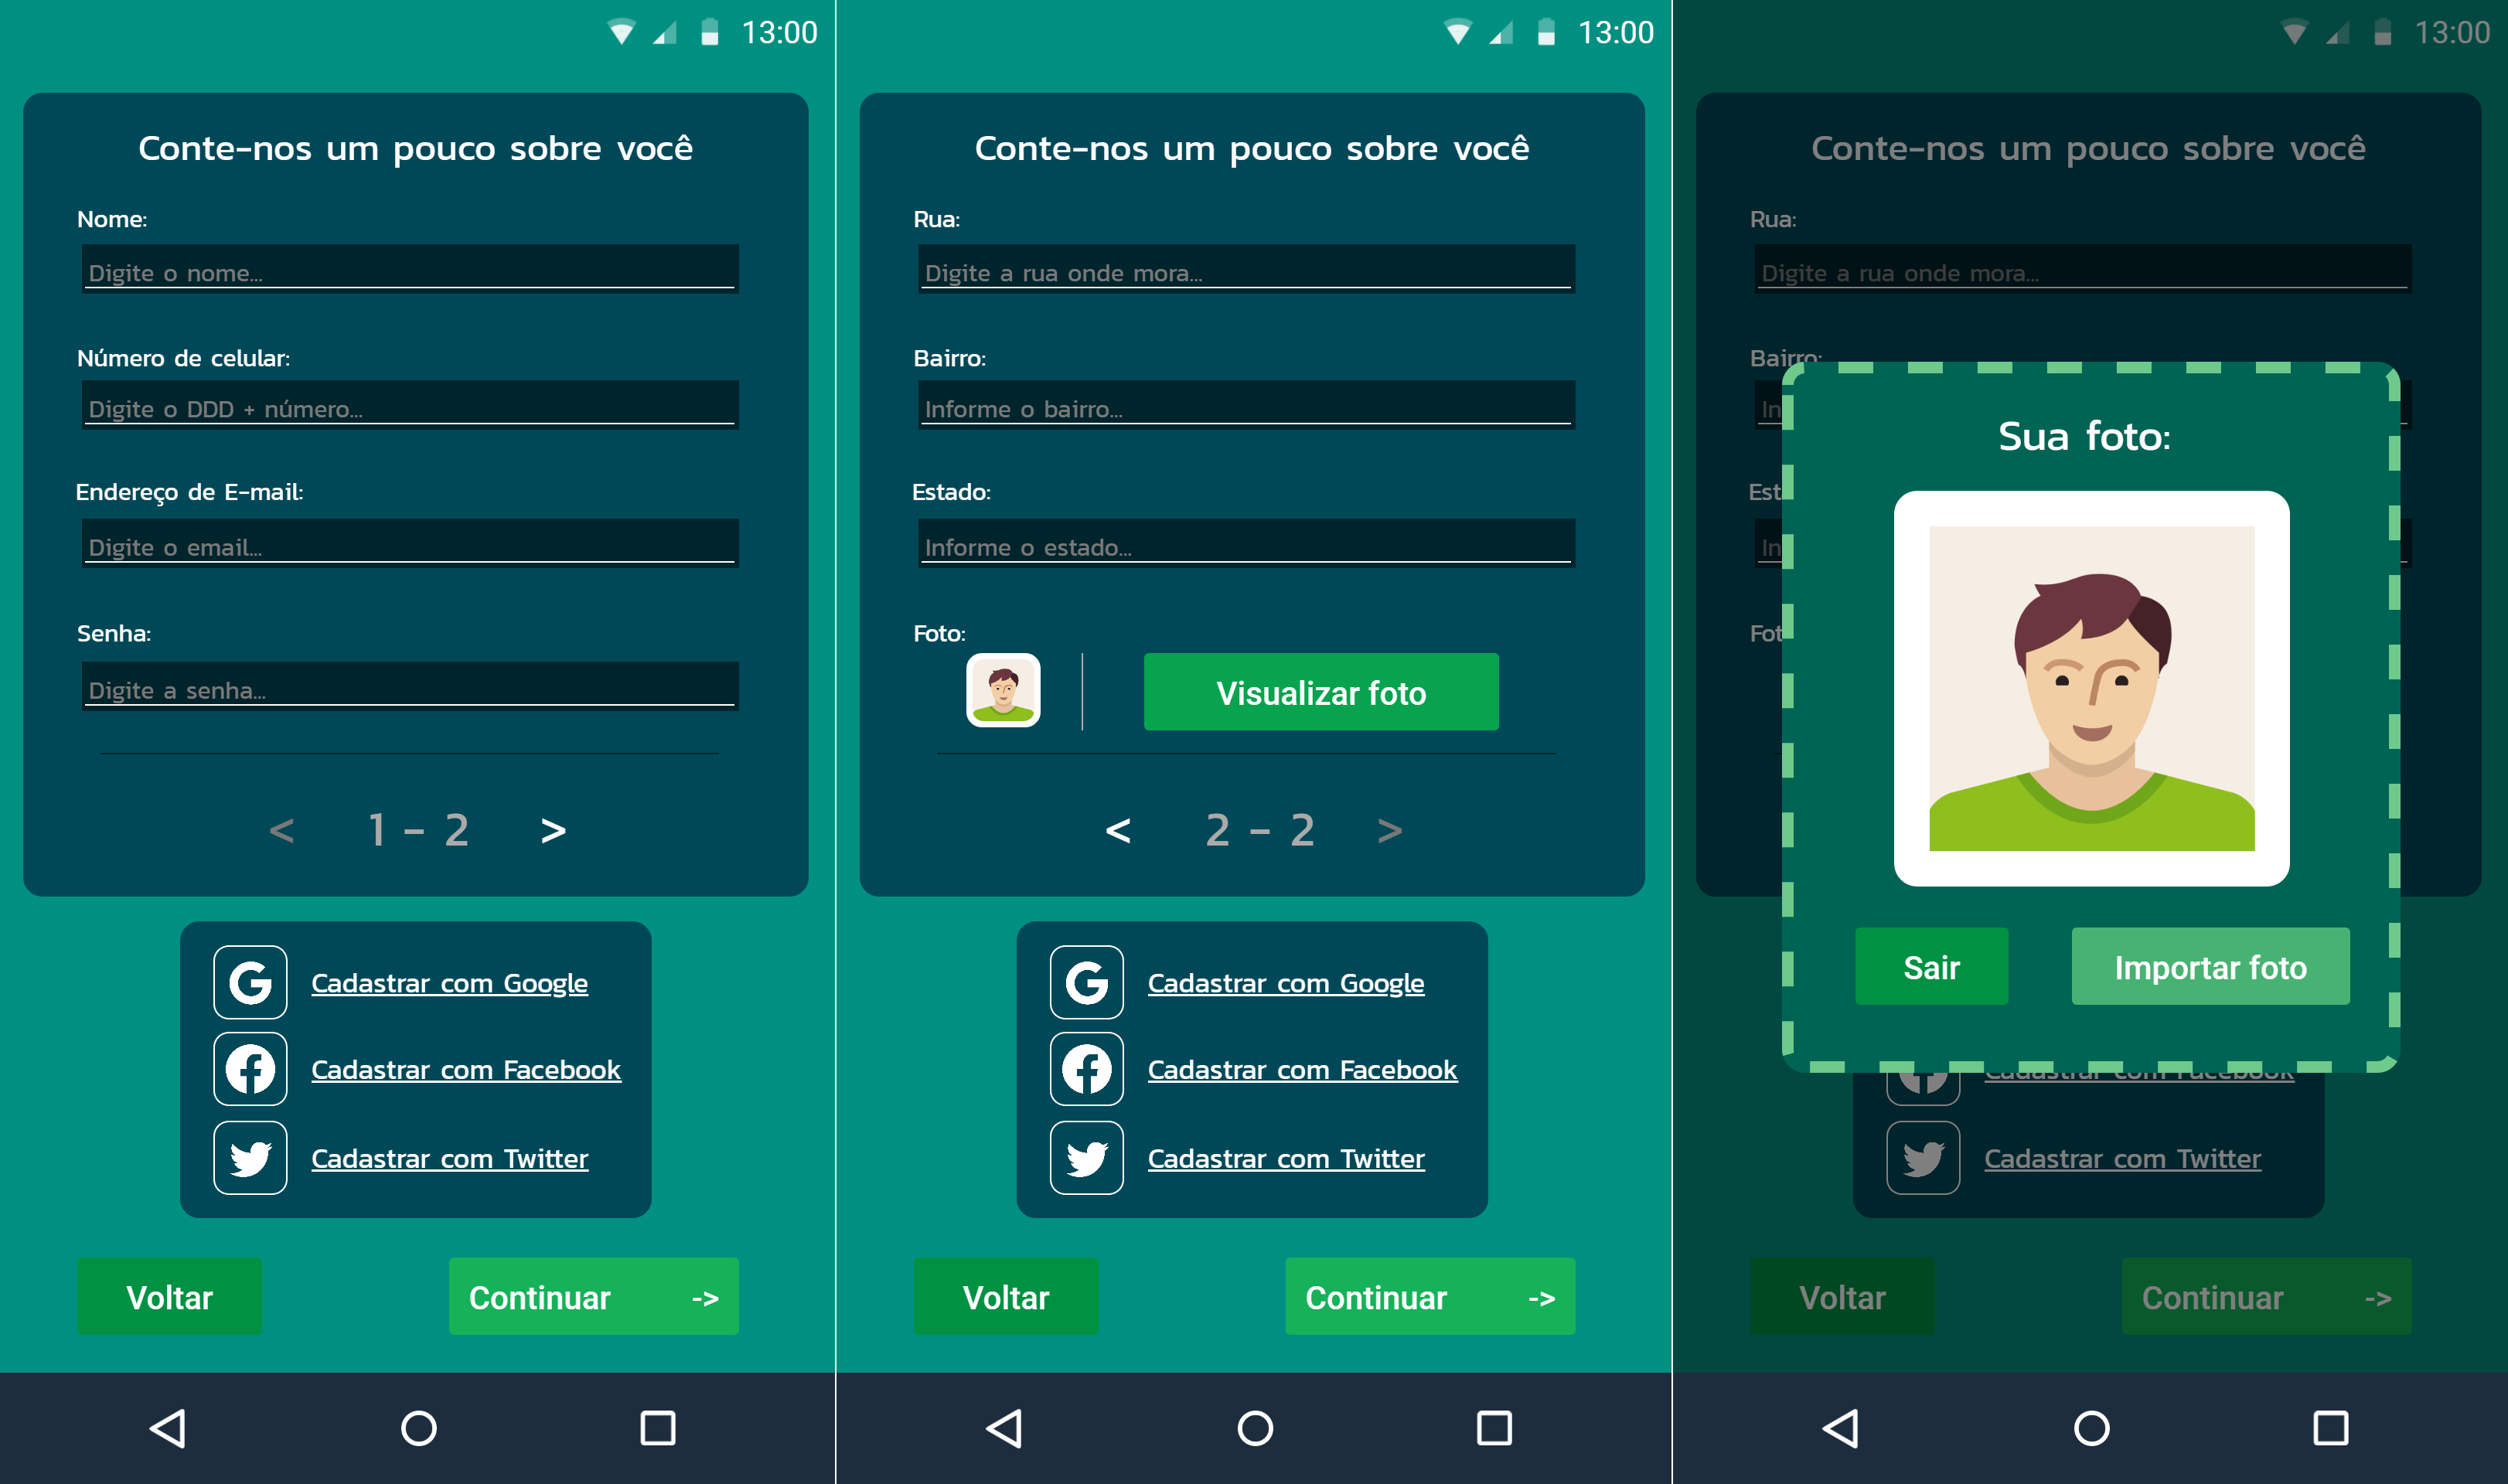 13:00
Conte-nos um pouco sobre você
Nome:
Digite o nome...
Número de celular:
Digite o DDD + número...
Endereço de E-mail:
Digite o email...
Senha:
Digite a senha...
< 1 - 2 >
Cadastrar com Google
Cadastrar com Facebook
Cadastrar com Twitter
Voltar
Continuar ->
13:00
Conte-nos um pouco sobre você
Rua:
Digite a rua onde mora...
Bairro:
Informe o bairro...
Estado:
Informe o estado...
Foto:
Visualizar foto
< 2 - 2 >
Cadastrar com Google
Cadastrar com Facebook
Cadastrar com Twitter
Voltar
Continuar ->
13:00
Conte-nos um pouco sobre você
Rua:
Digite a rua onde mora...
Bairro:
In
Est
In
Fot
Sua foto:
Sair
Importar foto
Cadastrar com Facebook
Cadastrar com Twitter
Voltar
Continuar ->